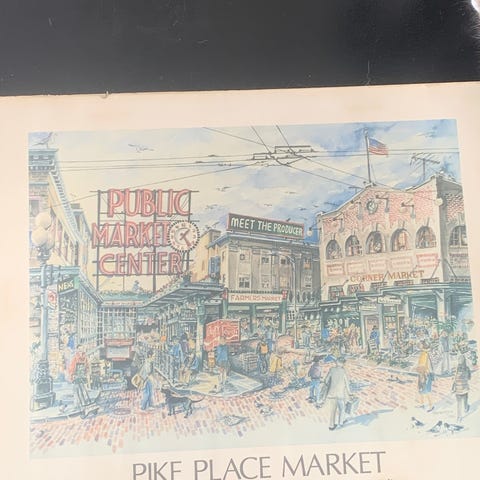 PUBLIC
MARKET
CENTER
MEET THE PRODUCER
FARMERS MARKET
CORNER MARKET
PIKE PLACE MARKET